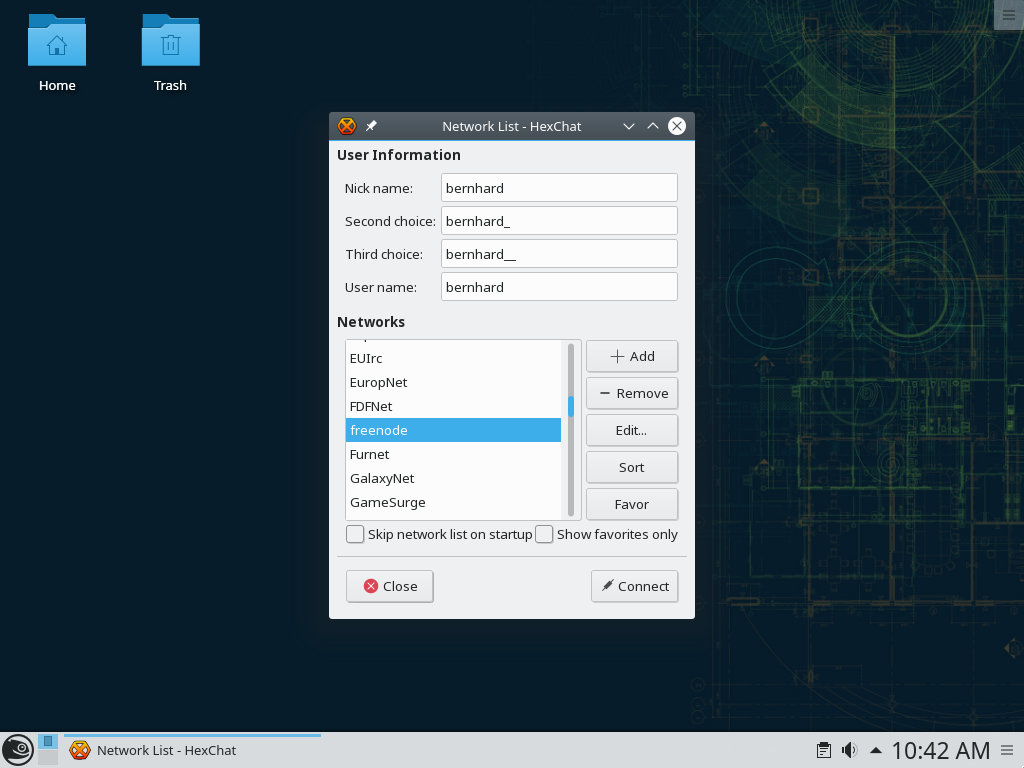 Home
Trash
Network List - HexChat
User Information
Nick name: bernhard
Second choice: bernhard_
Third choice: bernhard__
User name: bernhard
Networks
EUIrc
EuropNet
FDFNet
freenode
Furnet
GalaxyNet
GameSurge
Add
Remove
Edit...
Sort
Favor
Skip network list on startup Show favorites only
Close Connect
Network List - HexChat 10:42 AM